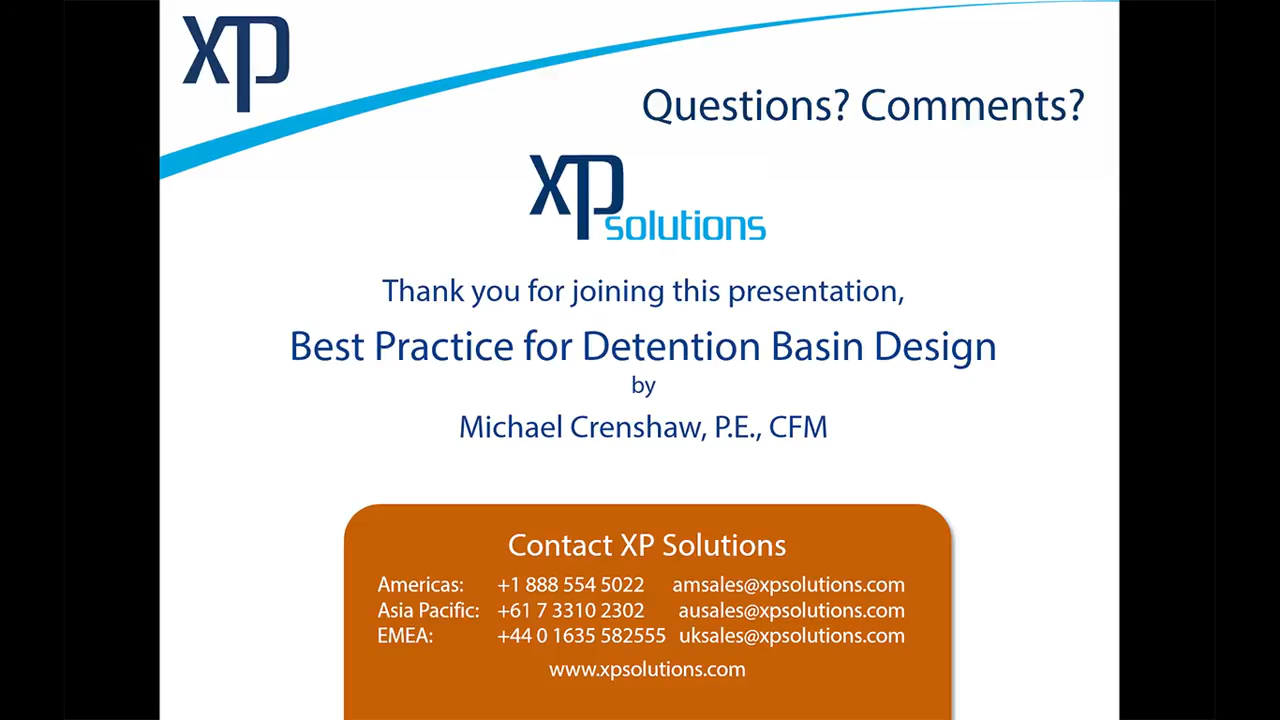 xp
Questions? Comments?
xp solutions
Thank you for joining this presentation,
Best Practice for Detention Basin Design
by
Michael Crenshaw, P.E., CFM
Contact XP Solutions
Americas: +1 888 554 5022 amsales@xpsolutions.com
Asia Pacific: +61 7 3310 2302 ausales@xpsolutions.com
EMEA: +44 0 1635 582555 uksales@xpsolutions.com
www.xpsolutions.com